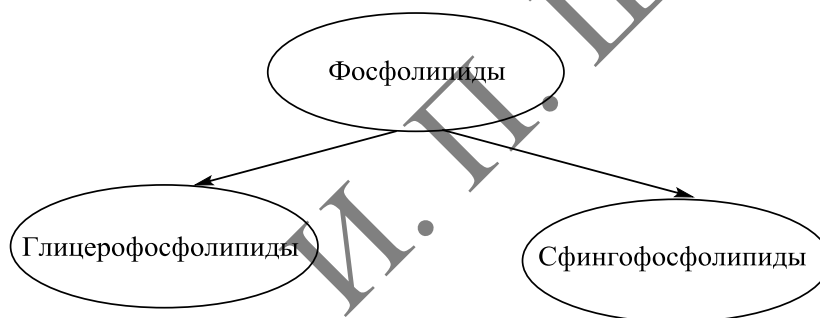 Фосфолипиды
Глицерофосфолипиды
Сфингофосфолипиды
И. П.